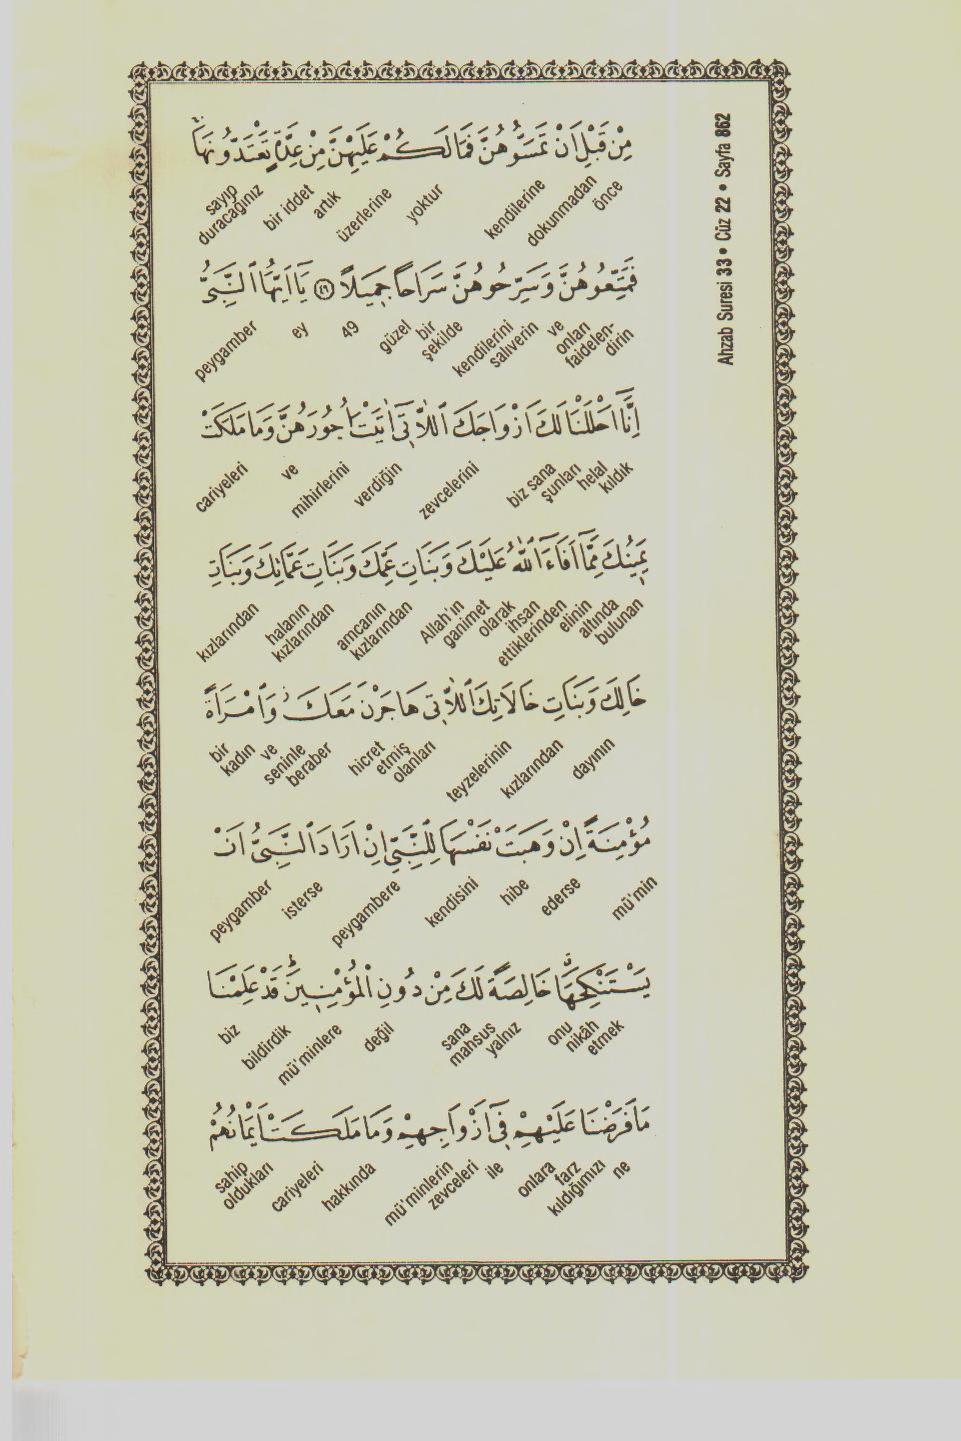 Ahzab Suresi 33 • Cüz 22 • Sayfa 862
مِنْ قَبْلِ اَنْ تَمَسُّوهُنَّ فَمَا لَكُمْ عَلَيْهِنَّ مِنْ عِدَّةٍ تَعْتَدُّونَهَاۚ
önce dokunmadan kendilerine yoktur üzerlerine artık bir iddet sayıp duracağınız
فَمَتِّعُوهُنَّ وَسَرِّحُوهُنَّ سَرَاحًا جَمِيلًا ﴿٤٩﴾ يَٓا اَيُّهَا النَّبِيُّ
faidelen- dirin onları ve salıverin kendilerini şekilde bir güzel 49 ey peygamber
اِنَّٓا اَحْلَلْنَا لَكَ اَزْوَاجَكَ اللَّاتِٓي اٰتَيْتَ اُجُورَهُنَّ وَمَا مَلَكَتْ
helal kıldık şunları biz sana zevcelerini verdiğin mihirlerini ve cariyeleri
يَمِينُكَ مِمَّٓا اَفَٓاءَ اللّٰهُ عَلَيْكَ وَبَنَاتِ عَمِّكَ وَبَنَاتِ عَمَّاتِكَ وَبَنَاتِ
elinin altında bulunan ganimet olarak ihsan ettiklerinden Allah'ın amcanın kızlarından halanın kızlarından kızlarından
خَالِكَ وَبَنَاتِ خَالَاتِكَ اللَّاتِي هَاجَرْنَ مَعَكَۘ وَامْرَاَةً
dayının kızlarından teyzelerinin hicret etmiş olanları seninle beraber ve bir kadın
مُؤْمِنَةً اِنْ وَهَبَتْ نَفْسَهَا لِلنَّبِيِّ اِنْ اَرَادَ النَّبِيُّ اَنْ
mü'min ederse hibe kendisini peygambere isterse peygamber
يَسْتَنْكِحَهَاۗ خَالِصَةً لَكَ مِنْ دُونِ الْمُؤْمِنِينَۜ قَدْ عَلِمْنَا
onu nikâh etmek sana mahsus yalnız değil mü'minlere bildirdik biz
مَا فَرَضْنَا عَلَيْهِمْ فِٓي اَزْوَاجِهِمْ وَمَا مَلَكَتْ اَيْمَانُهُمْ
ne onlara farz kıldığımızı ile mü'minlerin zevceleri hakkında cariyeleri sahip oldukları